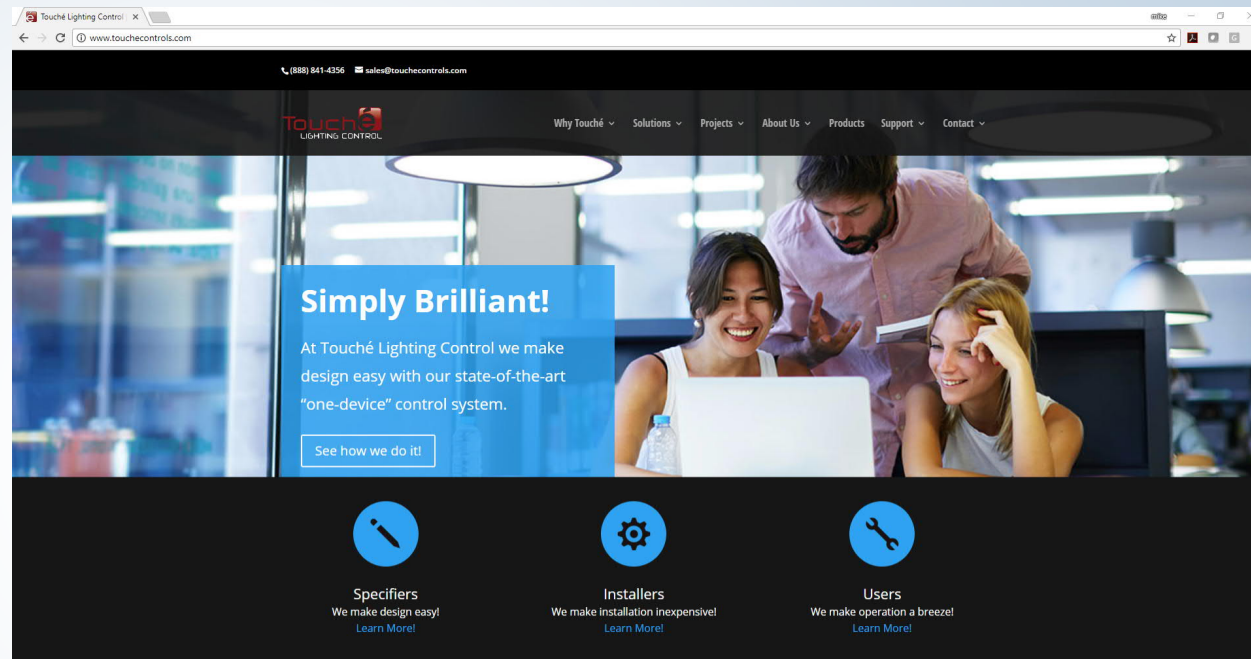 Touché Lighting Control
mike
www.touchecontrols.com
(888) 841-4356 sales@touchecontrols.com
Touché
LIGHTING CONTROL
Why Touché Solutions Projects About Us Products Support Contact
Simply Brilliant!
At Touché Lighting Control we make
design easy with our state-of-the-art
“one-device” control system.
See how we do it!
Specifiers
We make design easy!
Learn More!
Installers
We make installation inexpensive!
Learn More!
Users
We make operation a breeze!
Learn More!